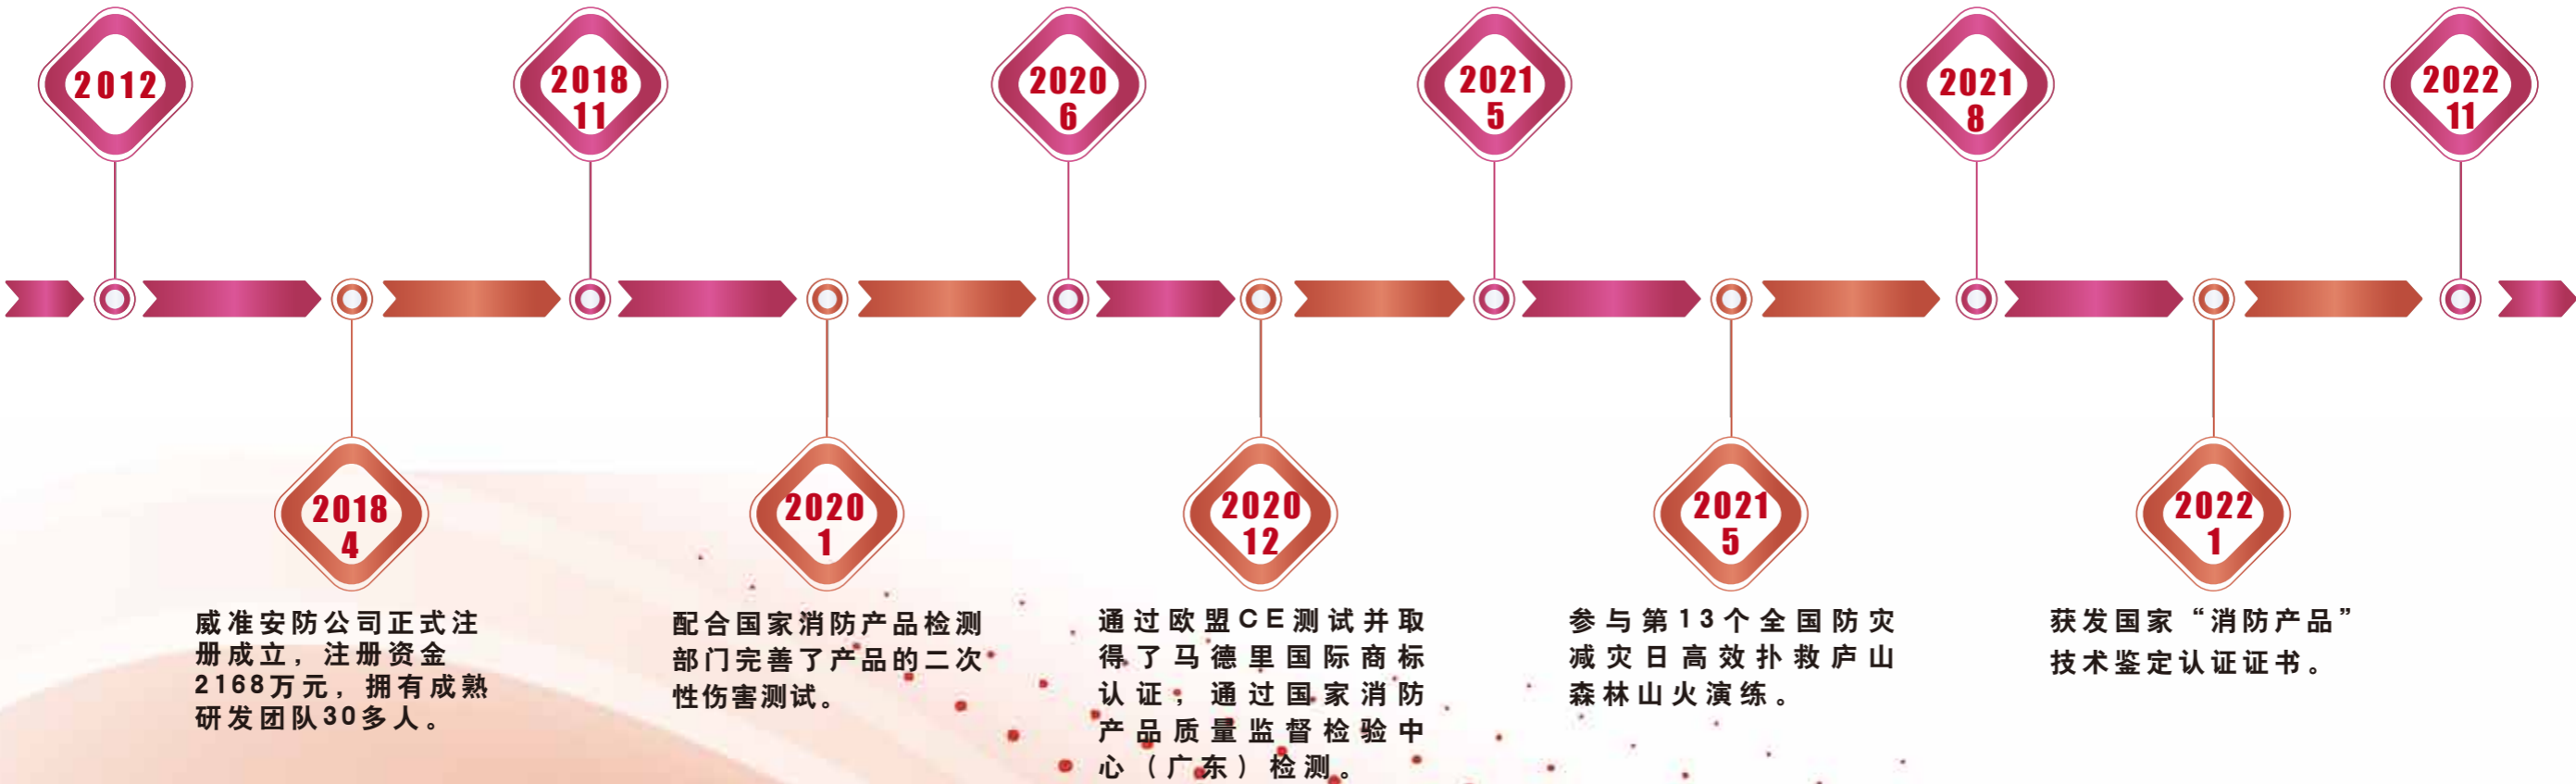 2012
2018
11
2020
6
2021
5
2021
8
2022
11
2018
4
威准安防公司正式注
册成立，注册资金
2168万元，拥有成熟
研发团队30多人。
2020
1
配合国家消防产品检测
部门完善了产品的二次
性伤害测试。
2020
12
通过欧盟CE测试并取
得了马德里国际商标
认证，通过国家消防
产品质量监督检验中
心（广东）检测。
2021
5
参与第13个全国防灾
减灾日高效扑救庐山
森林山火演练。
2022
1
获发国家“消防产品”
技术鉴定认证证书。